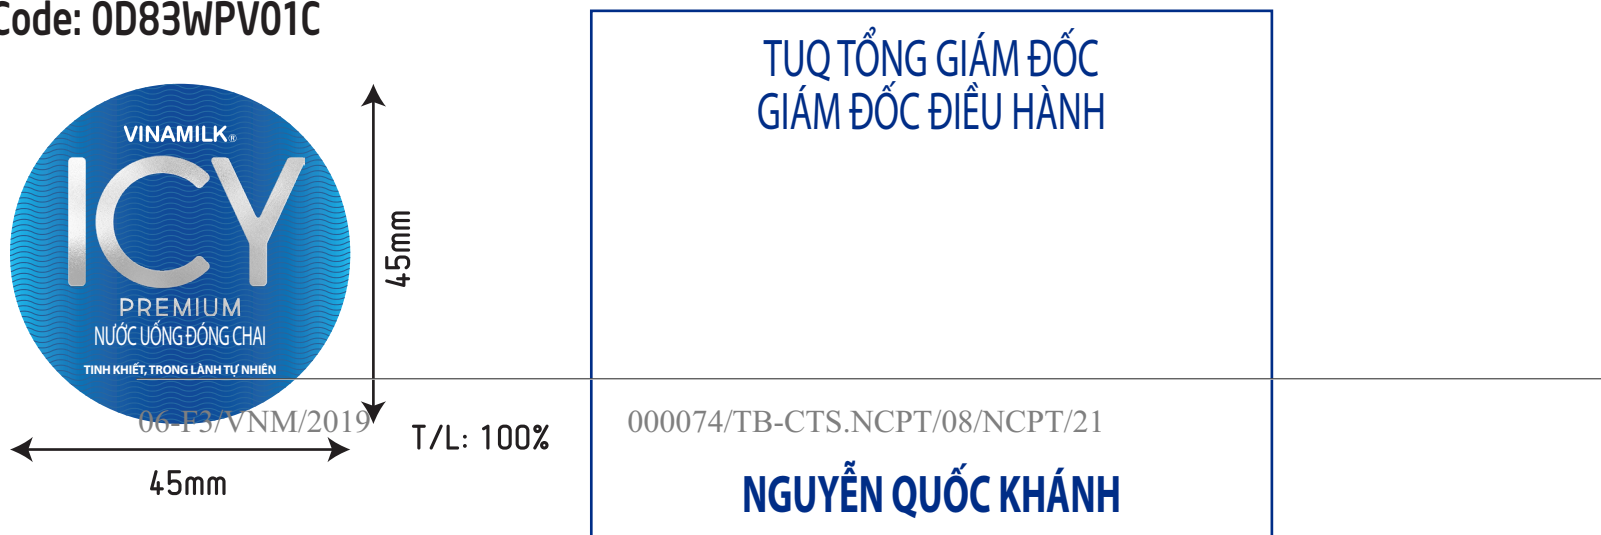 Code: 0D83WPV01C
VINAMILK®
ICY
PREMIUM
NƯỚC UỐNG ĐÓNG CHAI
TINH KHIẾT, TRONG LÀNH TỰ NHIÊN
45mm
45mm
T/L: 100%
06-F3/VNM/2019
TUQ TỔNG GIÁM ĐỐC
GIÁM ĐỐC ĐIỀU HÀNH
000074/TB-CTS.NCPT/08/NCPT/21
NGUYỄN QUỐC KHÁNH